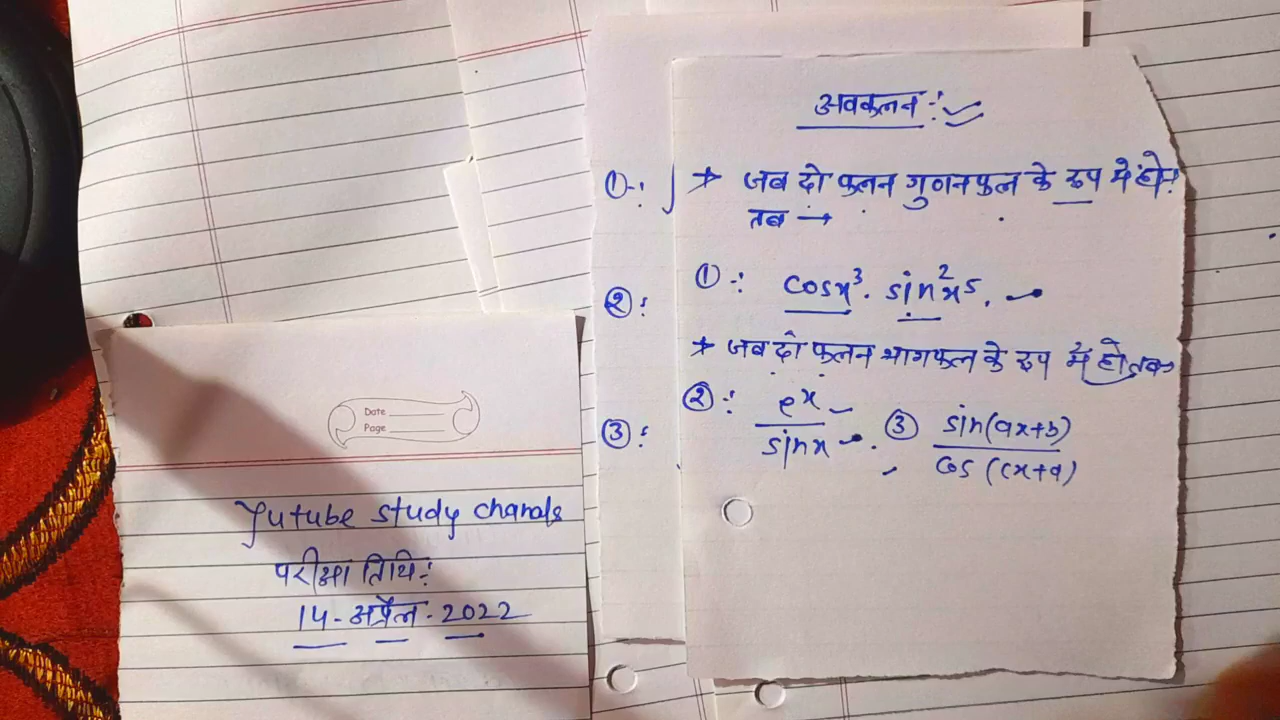 अवकलन :-
①-: ★ जब दो फलन गुणनफल के रूप में हो :-
तब →
②: ① -: cosx³. sin²x⁵.
★ जब दो फलन भागफल के रूप में हो तब
③: ② -: eˣ / sinx . ③ sin(ax+b) / cos(cx+d)
Date
Page
Yutube study chanals
परीक्षा तिथि :-
14 - अप्रैल - 2022